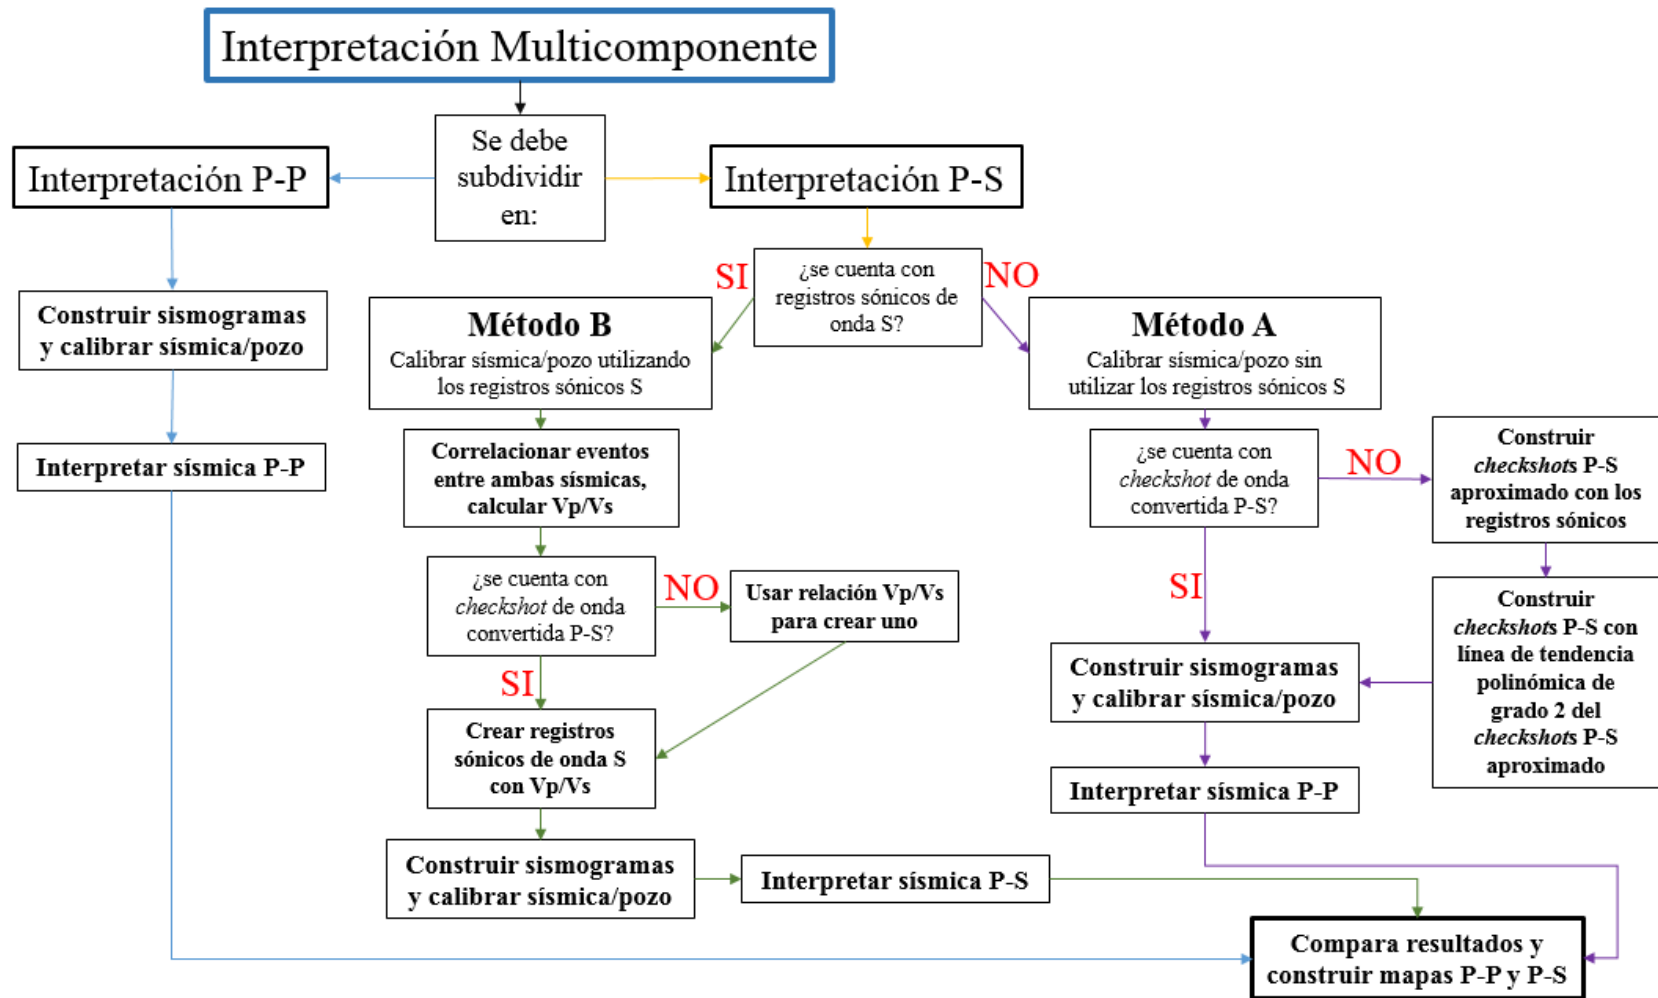 Interpretación Multicomponente
Se debe
subdividir
en:
Interpretación P-P
Interpretación P-S
Construir sismogramas
y calibrar sísmica/pozo
Interpretar sísmica P-P
¿se cuenta con
registros sónicos de
onda S?
SI
NO
Método B
Calibrar sísmica/pozo utilizando
los registros sónicos S
Correlacionar eventos
entre ambas sísmicas,
calcular Vp/Vs
¿se cuenta con
checkshot de onda
convertida P-S?
NO
Usar relación Vp/Vs
para crear uno
SI
Crear registros
sónicos de onda S
con Vp/Vs
Construir sismogramas
y calibrar sísmica/pozo
Interpretar sísmica P-S
Método A
Calibrar sísmica/pozo sin
utilizar los registros sónicos S
¿se cuenta con
checkshot de onda
convertida P-S?
NO
Construir
checkshots P-S
aproximado con los
registros sónicos
Construir
checkshots P-S con
línea de tendencia
polinómica de
grado 2 del
checkshots P-S
aproximado
SI
Construir sismogramas
y calibrar sísmica/pozo
Interpretar sísmica P-P
Compara resultados y
construir mapas P-P y P-S